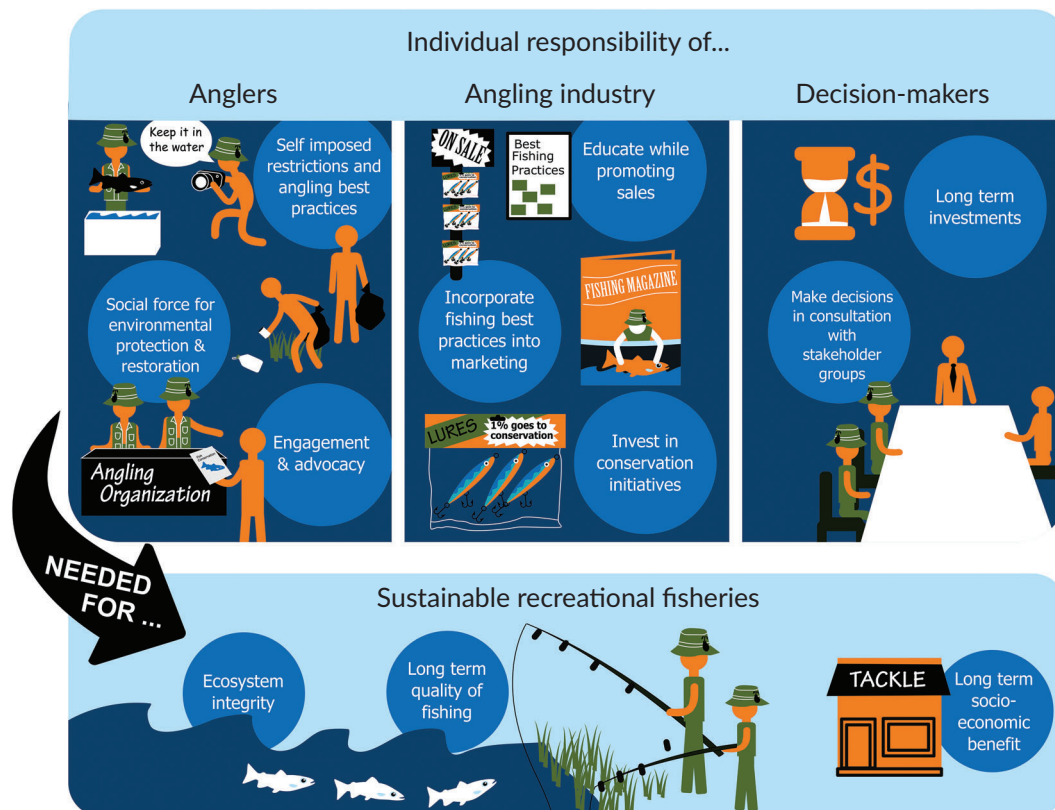 Individual responsibility of...
Anglers
Angling industry
Decision-makers
Keep it in
the water
Self imposed
restrictions and
angling best
practices
Social force for
environmental
protection &
restoration
Angling
Organization
Engagement
& advocacy
ON SALE
Best
Fishing
Practices
Educate while
promoting
sales
Incorporate
fishing best
practices into
marketing
FISHING MAGAZINE
LURES
1% goes to
conservation
Invest in
conservation
initiatives
$
Long term
investments
Make decisions
in consultation
with
stakeholder
groups
NEEDED
FOR ...
Sustainable recreational fisheries
Ecosystem
integrity
Long term
quality of
fishing
TACKLE
Long term
socio-
economic
benefit